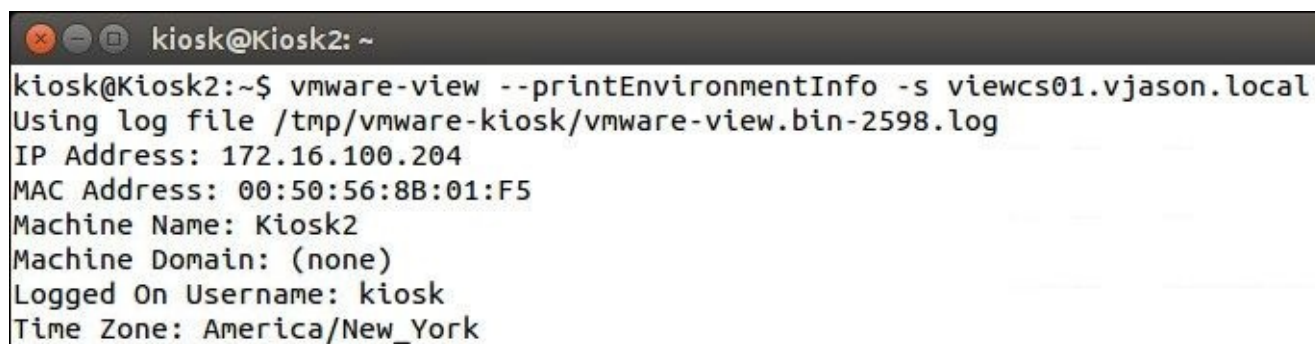 kiosk@Kiosk2: ~
kiosk@Kiosk2:~$ vmware-view --printEnvironmentInfo -s viewcs01.vjason.local
Using log file /tmp/vmware-kiosk/vmware-view.bin-2598.log
IP Address: 172.16.100.204
MAC Address: 00:50:56:8B:01:F5
Machine Name: Kiosk2
Machine Domain: (none)
Logged On Username: kiosk
Time Zone: America/New_York